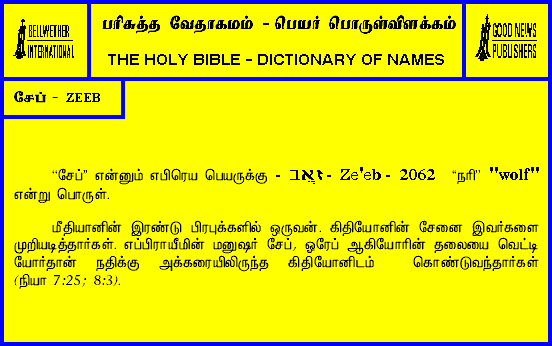 BELLWETHER
INTERNATIONAL
பரிசுத்த வேதாகமம் - பெயர் பொருள்விளக்கம்
THE HOLY BIBLE - DICTIONARY OF NAMES
GOOD NEWS
PUBLISHERS
சேப் - ZEEB
“சேப்” என்னும் எபிரெய பெயருக்கு - זְאֵב - Ze'eb - 2062 “நரி” "wolf"
என்று பொருள்.
மீதியானின் இரண்டு பிரபுக்களில் ஒருவன். கிதியோனின் சேனை இவர்களை
முறியடித்தார்கள். எப்பிராயீமின் மனுஷர் சேப், ஒரேப் ஆகியோரின் தலையை வெட்டி
யோர்தான் நதிக்கு அக்கரையிலிருந்த கிதியோனிடம் கொண்டுவந்தார்கள்
(நியா 7:25; 8:3).